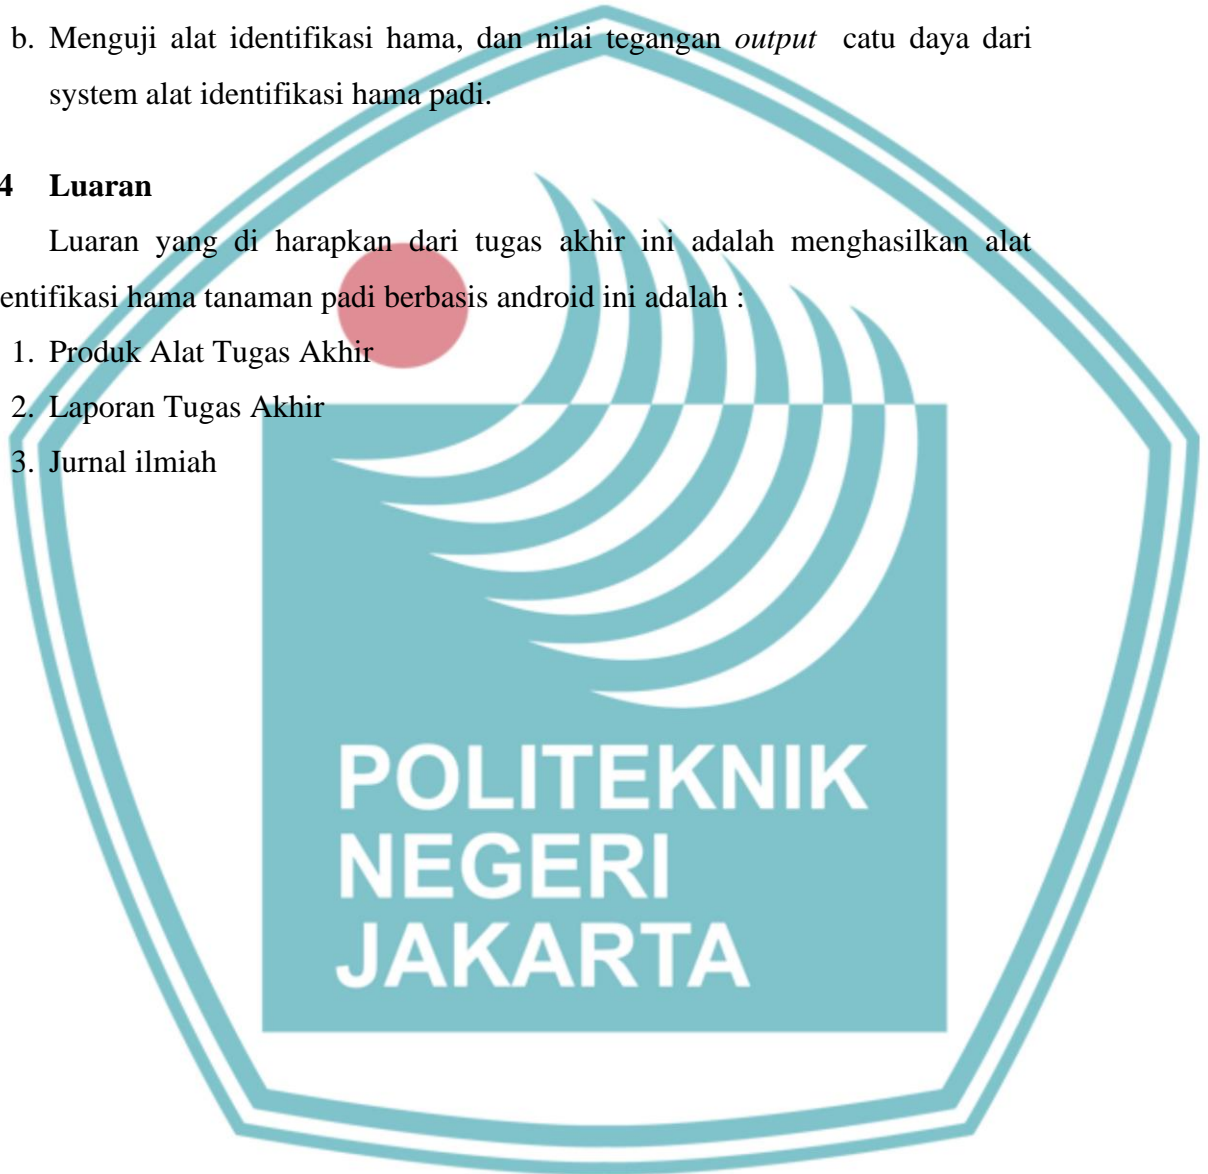 b. Menguji alat identifikasi hama, dan nilai tegangan output catu daya dari
system alat identifikasi hama padi.
4 Luaran
Luaran yang di harapkan dari tugas akhir ini adalah menghasilkan alat
entifikasi hama tanaman padi berbasis android ini adalah :
1. Produk Alat Tugas Akhir
2. Laporan Tugas Akhir
3. Jurnal ilmiah
POLITEKNIK
NEGERI
JAKARTA